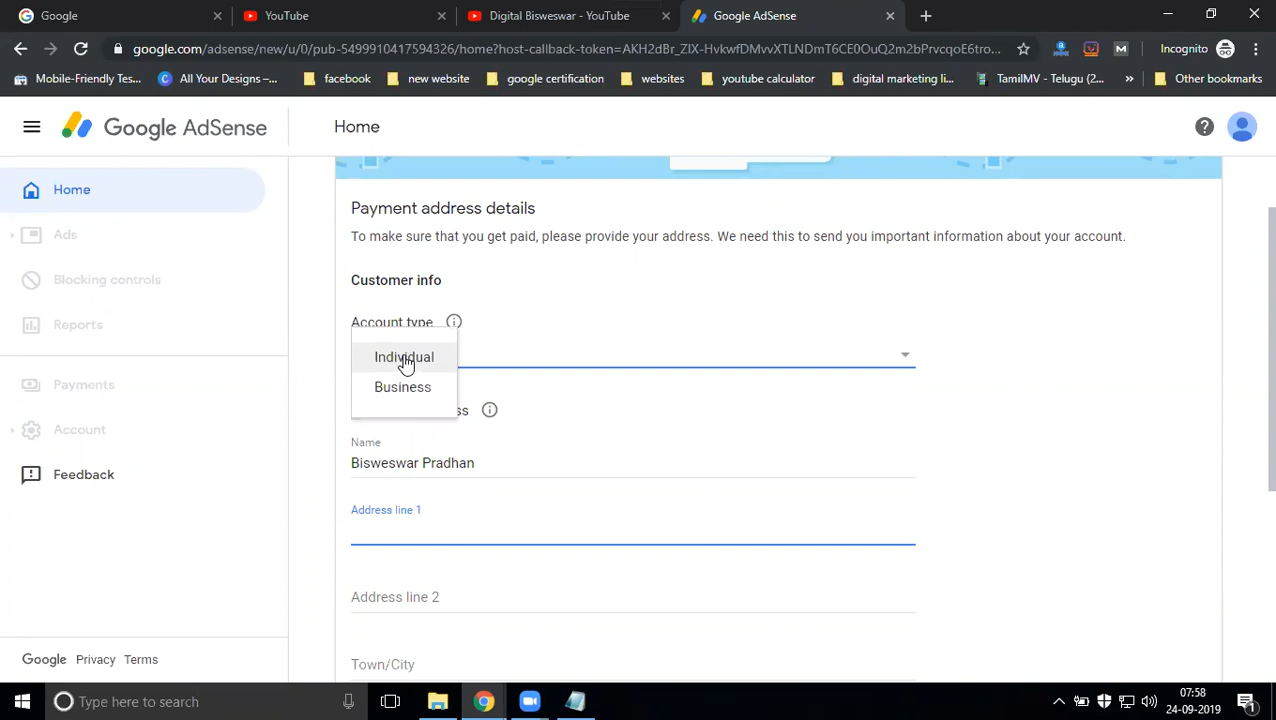 Google
YouTube
Digital Bisweswar - YouTube
Google AdSense
google.com/adsense/new/u/0/pub-5499910417594326/home?host-callback-token=AKH2dBr_ZIX-HvkwfDMvvXTLNDmT6CE0OuQ2m2bPrvcqoE6tro...
M
Incognito
Mobile-Friendly Tes...
All Your Designs –...
facebook
new website
google certification
websites
youtube calculator
digital marketing li...
TamilMV - Telugu (2...
»
Other bookmarks
Google AdSense
Home
Home
Ads
Blocking controls
Reports
Payments
Account
Feedback
Google Privacy Terms
Payment address details
To make sure that you get paid, please provide your address. We need this to send you important information about your account.
Customer info
Account type
Individual
Business
Name
Bisweswar Pradhan
Address line 1
Address line 2
Town/City
Type here to search
07:58
24-09-2019
1